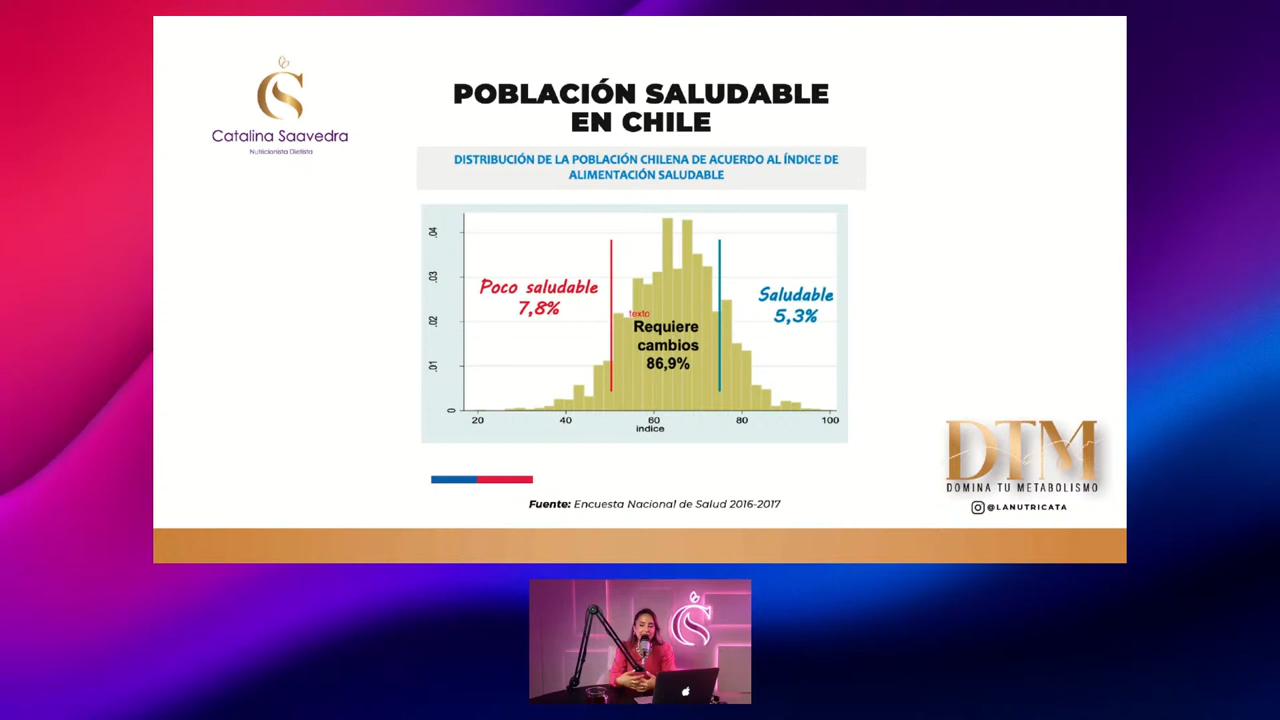 Catalina Saavedra
Nutricionista Dietista
POBLACIÓN SALUDABLE
EN CHILE
DISTRIBUCIÓN DE LA POBLACIÓN CHILENA DE ACUERDO AL ÍNDICE DE
ALIMENTACIÓN SALUDABLE
.04
.03
.02
.01
0
Poco saludable
7,8%
texto
Requiere
cambios
86,9%
Saludable
5,3%
20 40 60 80 100
índice
Fuente: Encuesta Nacional de Salud 2016-2017
DTM
DOMINA TU METABOLISMO
@LANUTRICATA